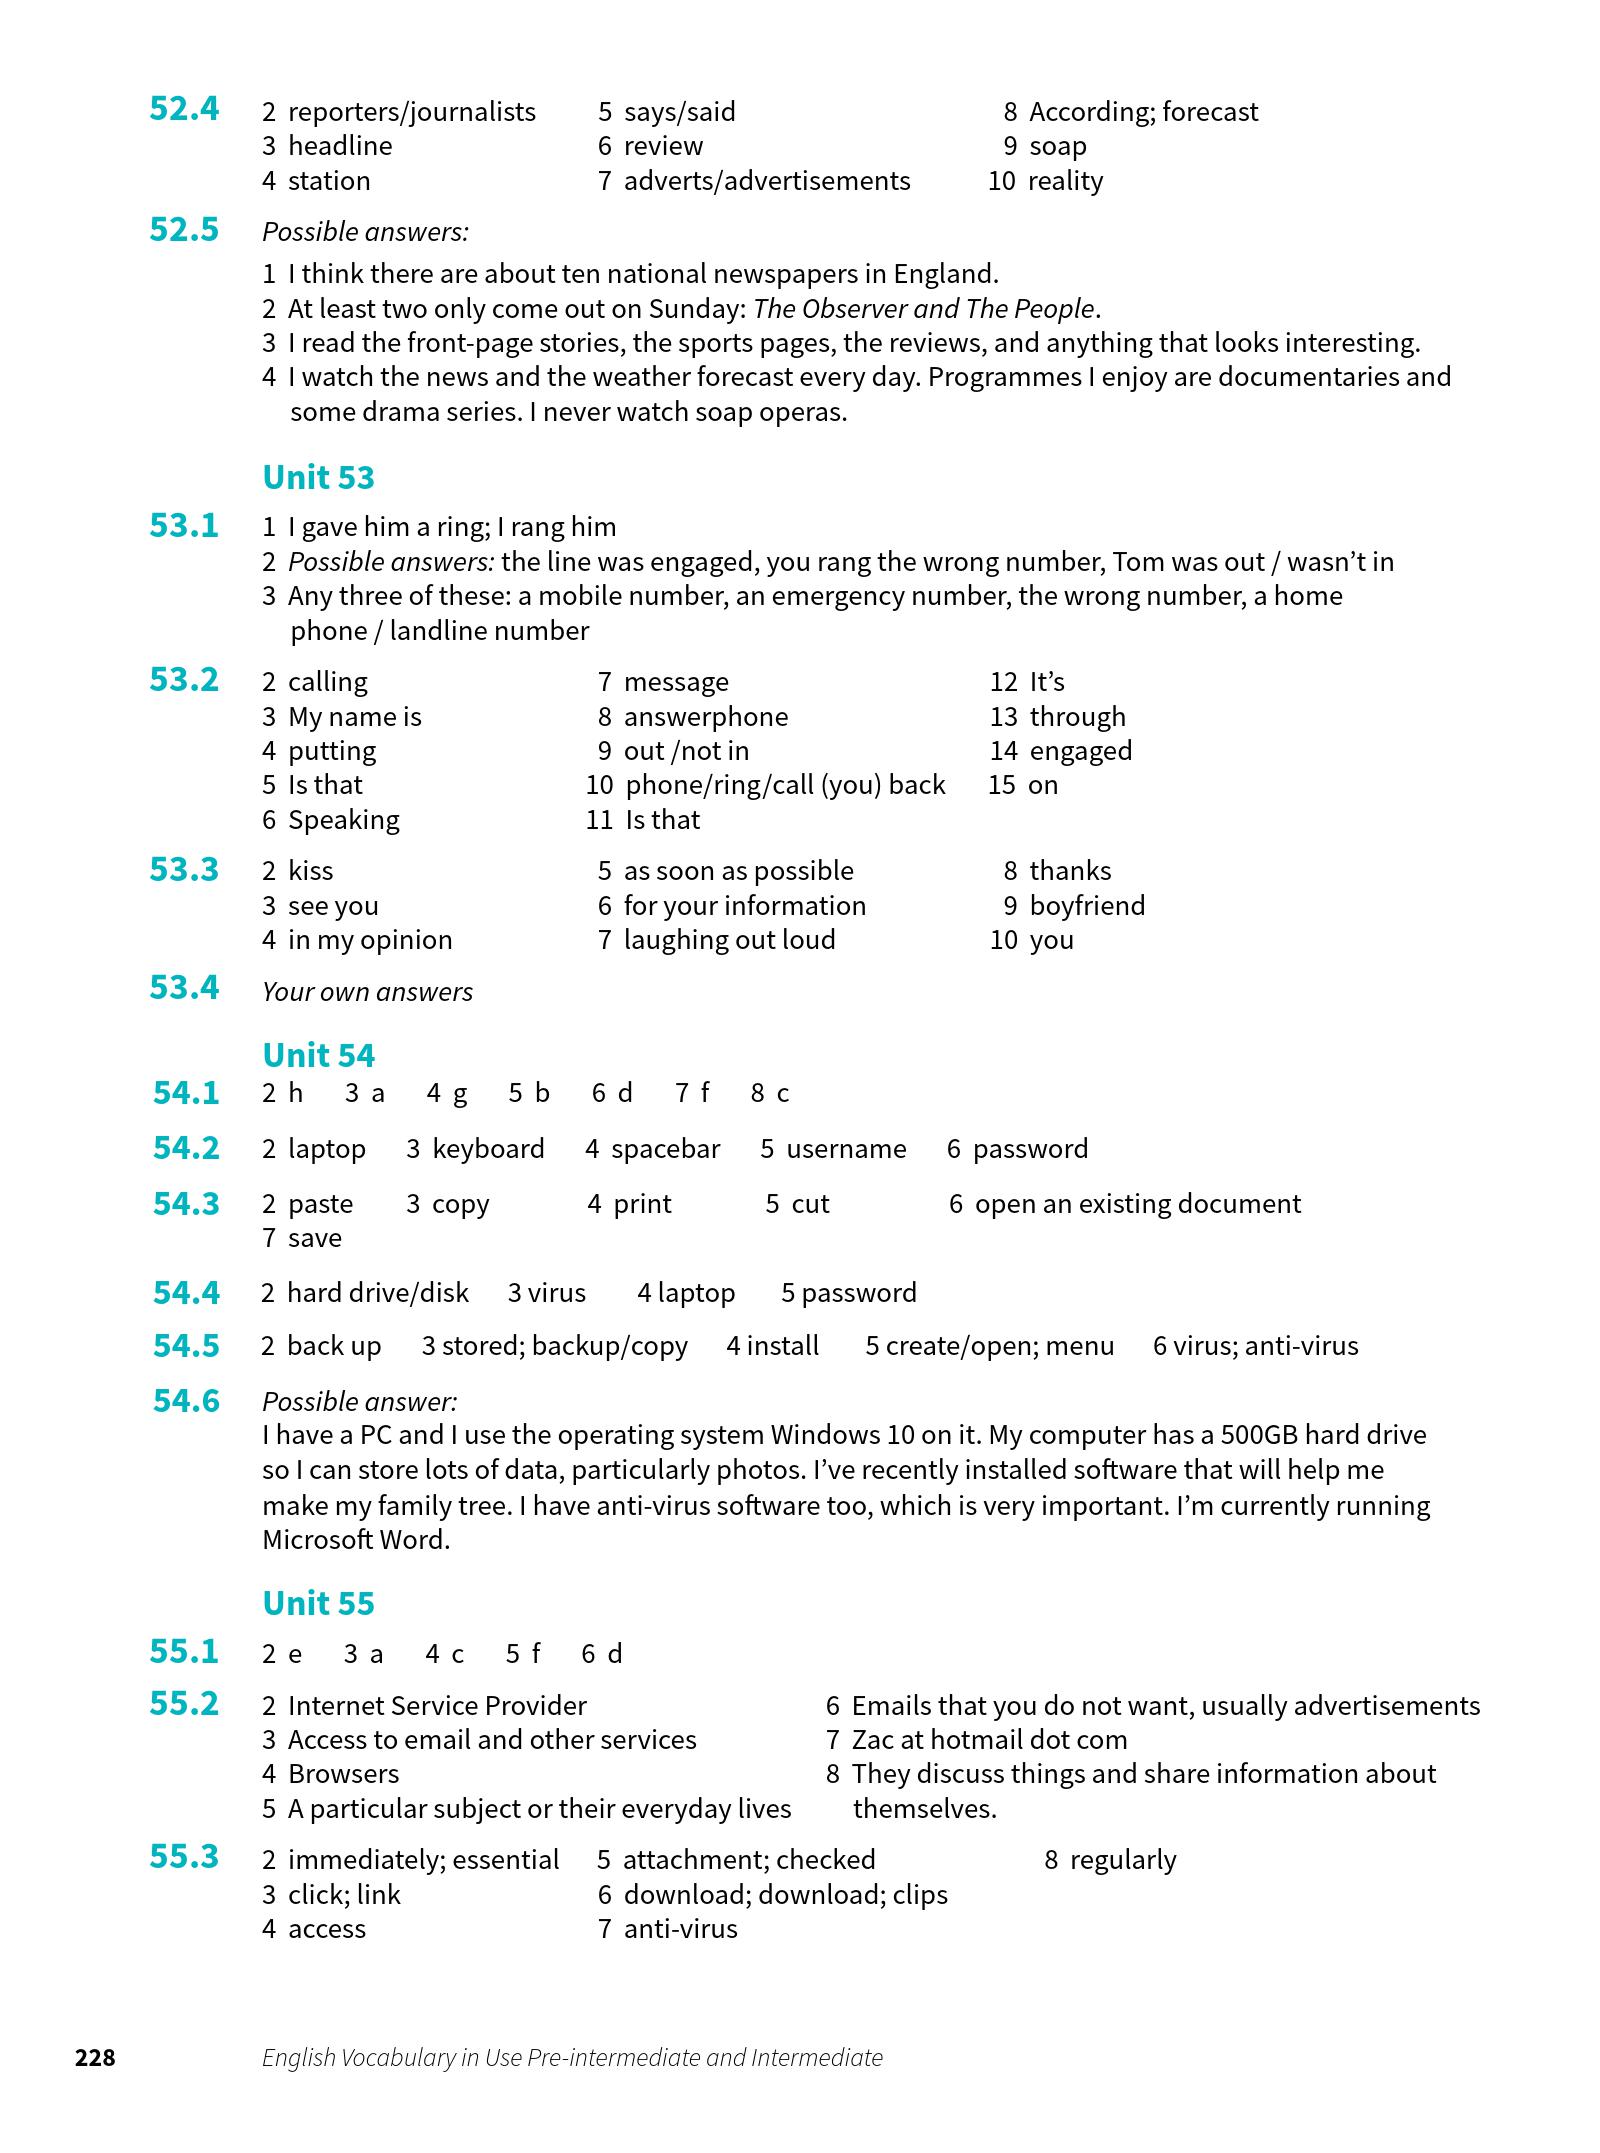 52.4 2 reporters/journalists 5 says/said 8 According; forecast
3 headline 6 review 9 soap
4 station 7 adverts/advertisements 10 reality
52.5 Possible answers:
1 I think there are about ten national newspapers in England.
2 At least two only come out on Sunday: The Observer and The People.
3 I read the front-page stories, the sports pages, the reviews, and anything that looks interesting.
4 I watch the news and the weather forecast every day. Programmes I enjoy are documentaries and
some drama series. I never watch soap operas.
Unit 53
53.1 1 I gave him a ring; I rang him
2 Possible answers: the line was engaged, you rang the wrong number, Tom was out / wasn’t in
3 Any three of these: a mobile number, an emergency number, the wrong number, a home
phone / landline number
53.2 2 calling 7 message 12 It’s
3 My name is 8 answerphone 13 through
4 putting 9 out /not in 14 engaged
5 Is that 10 phone/ring/call (you) back 15 on
6 Speaking 11 Is that
53.3 2 kiss 5 as soon as possible 8 thanks
3 see you 6 for your information 9 boyfriend
4 in my opinion 7 laughing out loud 10 you
53.4 Your own answers
Unit 54
54.1 2 h 3 a 4 g 5 b 6 d 7 f 8 c
54.2 2 laptop 3 keyboard 4 spacebar 5 username 6 password
54.3 2 paste 3 copy 4 print 5 cut 6 open an existing document
7 save
54.4 2 hard drive/disk 3 virus 4 laptop 5 password
54.5 2 back up 3 stored; backup/copy 4 install 5 create/open; menu 6 virus; anti-virus
54.6 Possible answer:
I have a PC and I use the operating system Windows 10 on it. My computer has a 500GB hard drive
so I can store lots of data, particularly photos. I’ve recently installed software that will help me
make my family tree. I have anti-virus software too, which is very important. I’m currently running
Microsoft Word.
Unit 55
55.1 2 e 3 a 4 c 5 f 6 d
55.2 2 Internet Service Provider 6 Emails that you do not want, usually advertisements
3 Access to email and other services 7 Zac at hotmail dot com
4 Browsers 8 They discuss things and share information about
5 A particular subject or their everyday lives themselves.
55.3 2 immediately; essential 5 attachment; checked 8 regularly
3 click; link 6 download; download; clips
4 access 7 anti-virus
228 English Vocabulary in Use Pre-intermediate and Intermediate